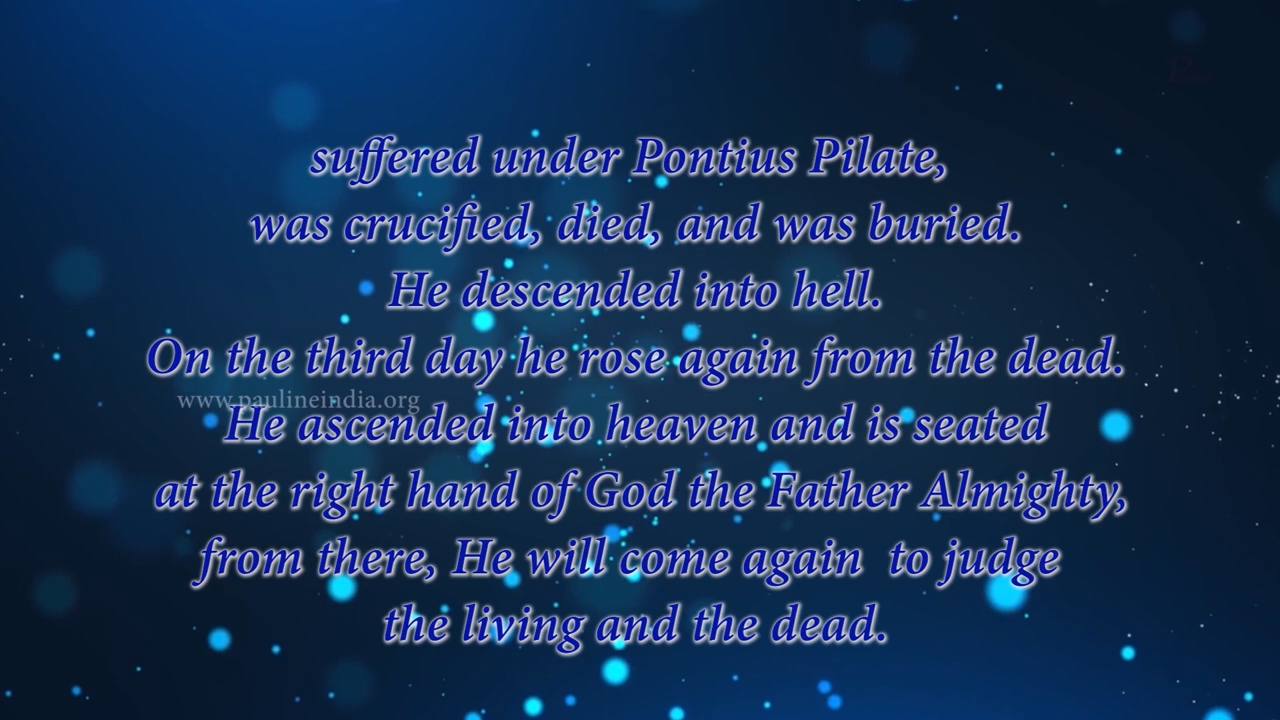 suffered under Pontius Pilate,
was crucified, died, and was buried.
He descended into hell.
On the third day he rose again from the dead.
www.paulineindia.org
He ascended into heaven and is seated
at the right hand of God the Father Almighty,
from there, He will come again to judge
the living and the dead.